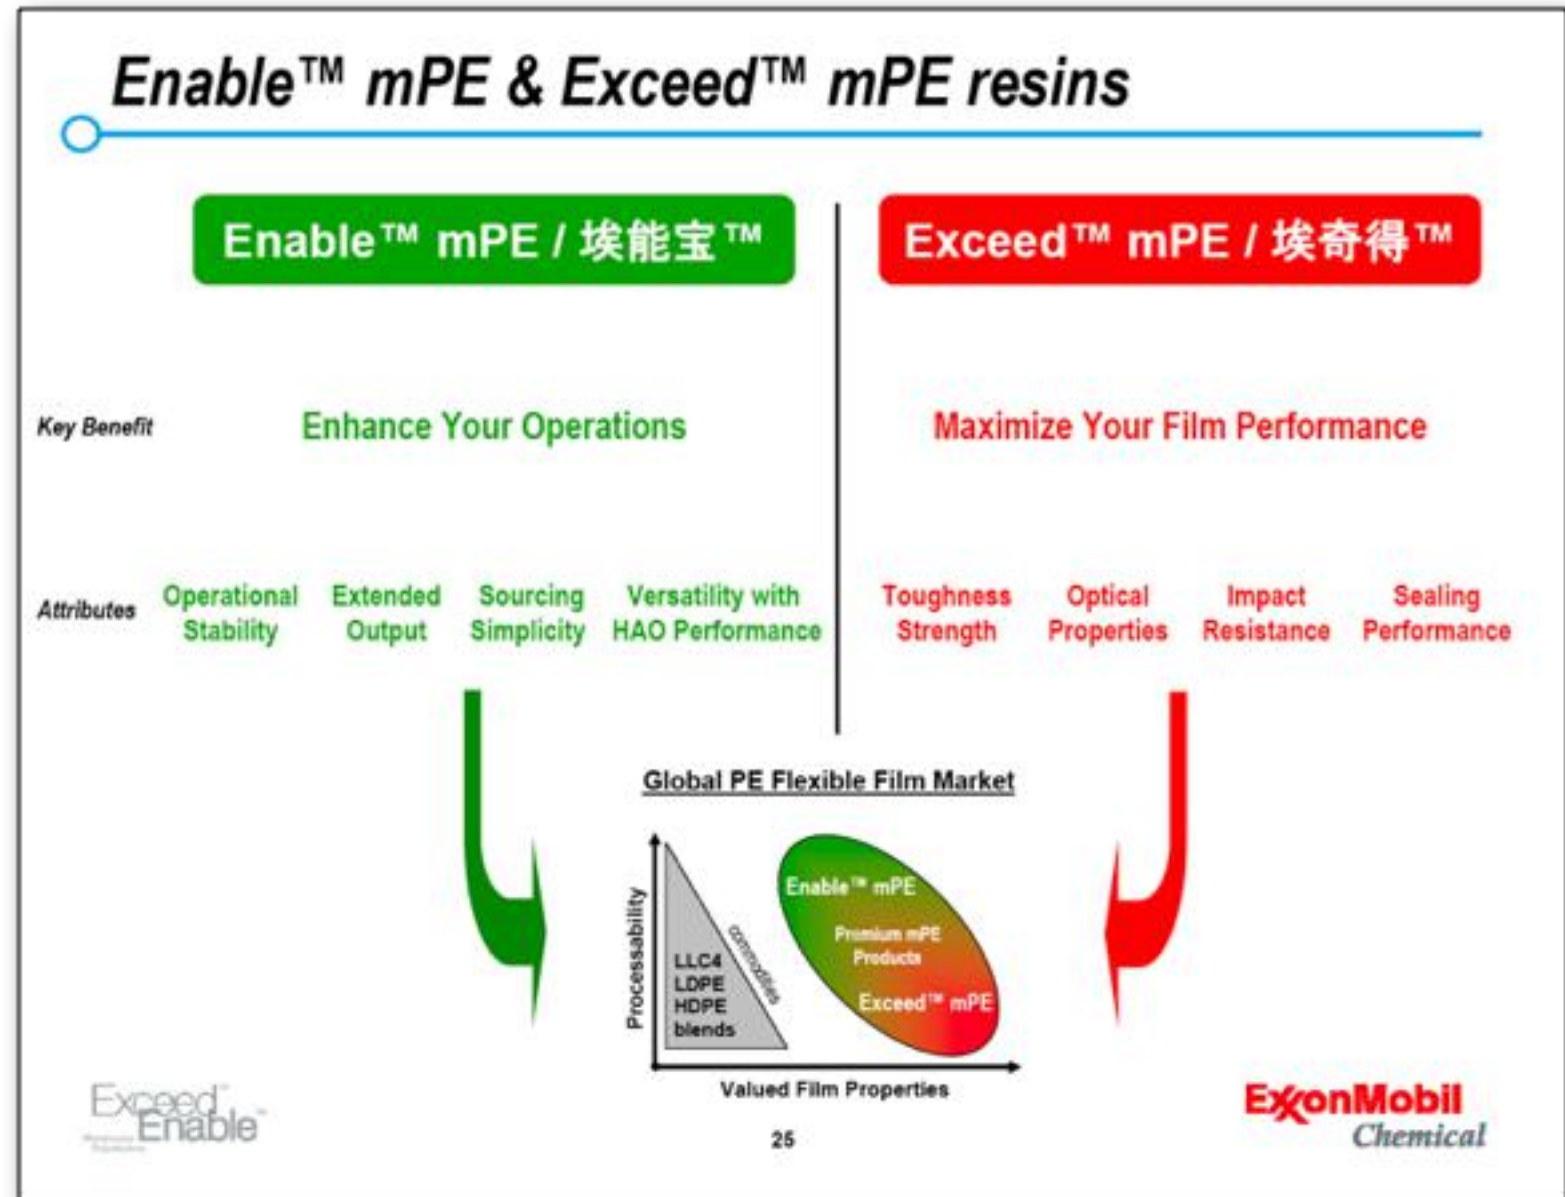 Enable™ mPE & Exceed™ mPE resins
Enable™ mPE / 埃能宝™
Exceed™ mPE / 埃奇得™
Key Benefit
Enhance Your Operations
Maximize Your Film Performance
Attributes
Operational
Stability
Extended
Output
Sourcing
Simplicity
Versatility with
HAO Performance
Toughness
Strength
Optical
Properties
Impact
Resistance
Sealing
Performance
Global PE Flexible Film Market
Processability
LLC4
LDPE
HDPE
blends
commodities
Enable™ mPE
Premium mPE
Products
Exceed™ mPE
Valued Film Properties
Exceed™
Enable™
25
ExxonMobil
Chemical